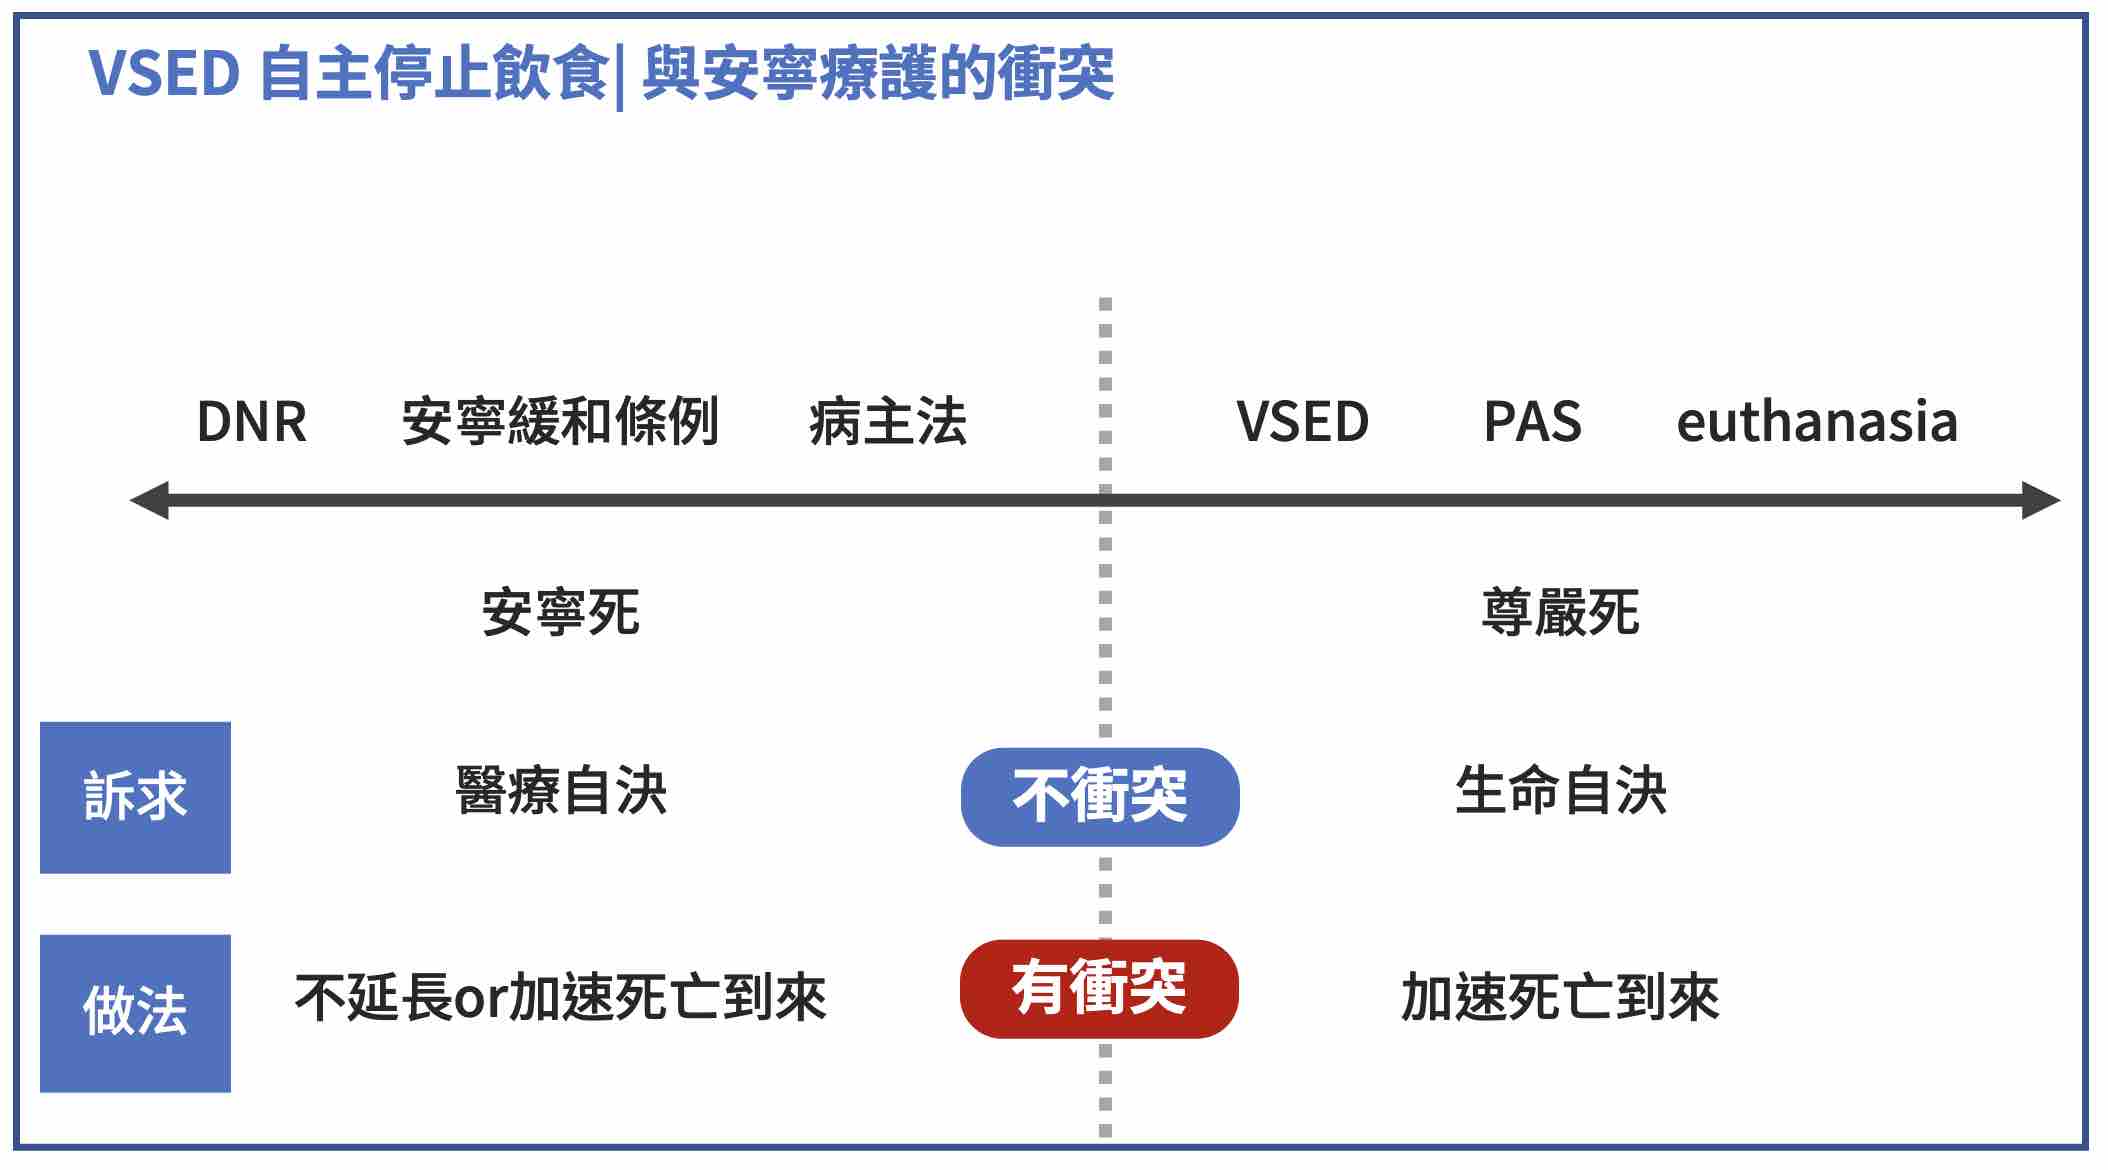 VSED 自主停止飲食| 與安寧療護的衝突
DNR 安寧緩和條例 病主法 VSED PAS euthanasia
安寧死 尊嚴死
訴求 醫療自決 不衝突 生命自決
做法 不延長or加速死亡到來 有衝突 加速死亡到來